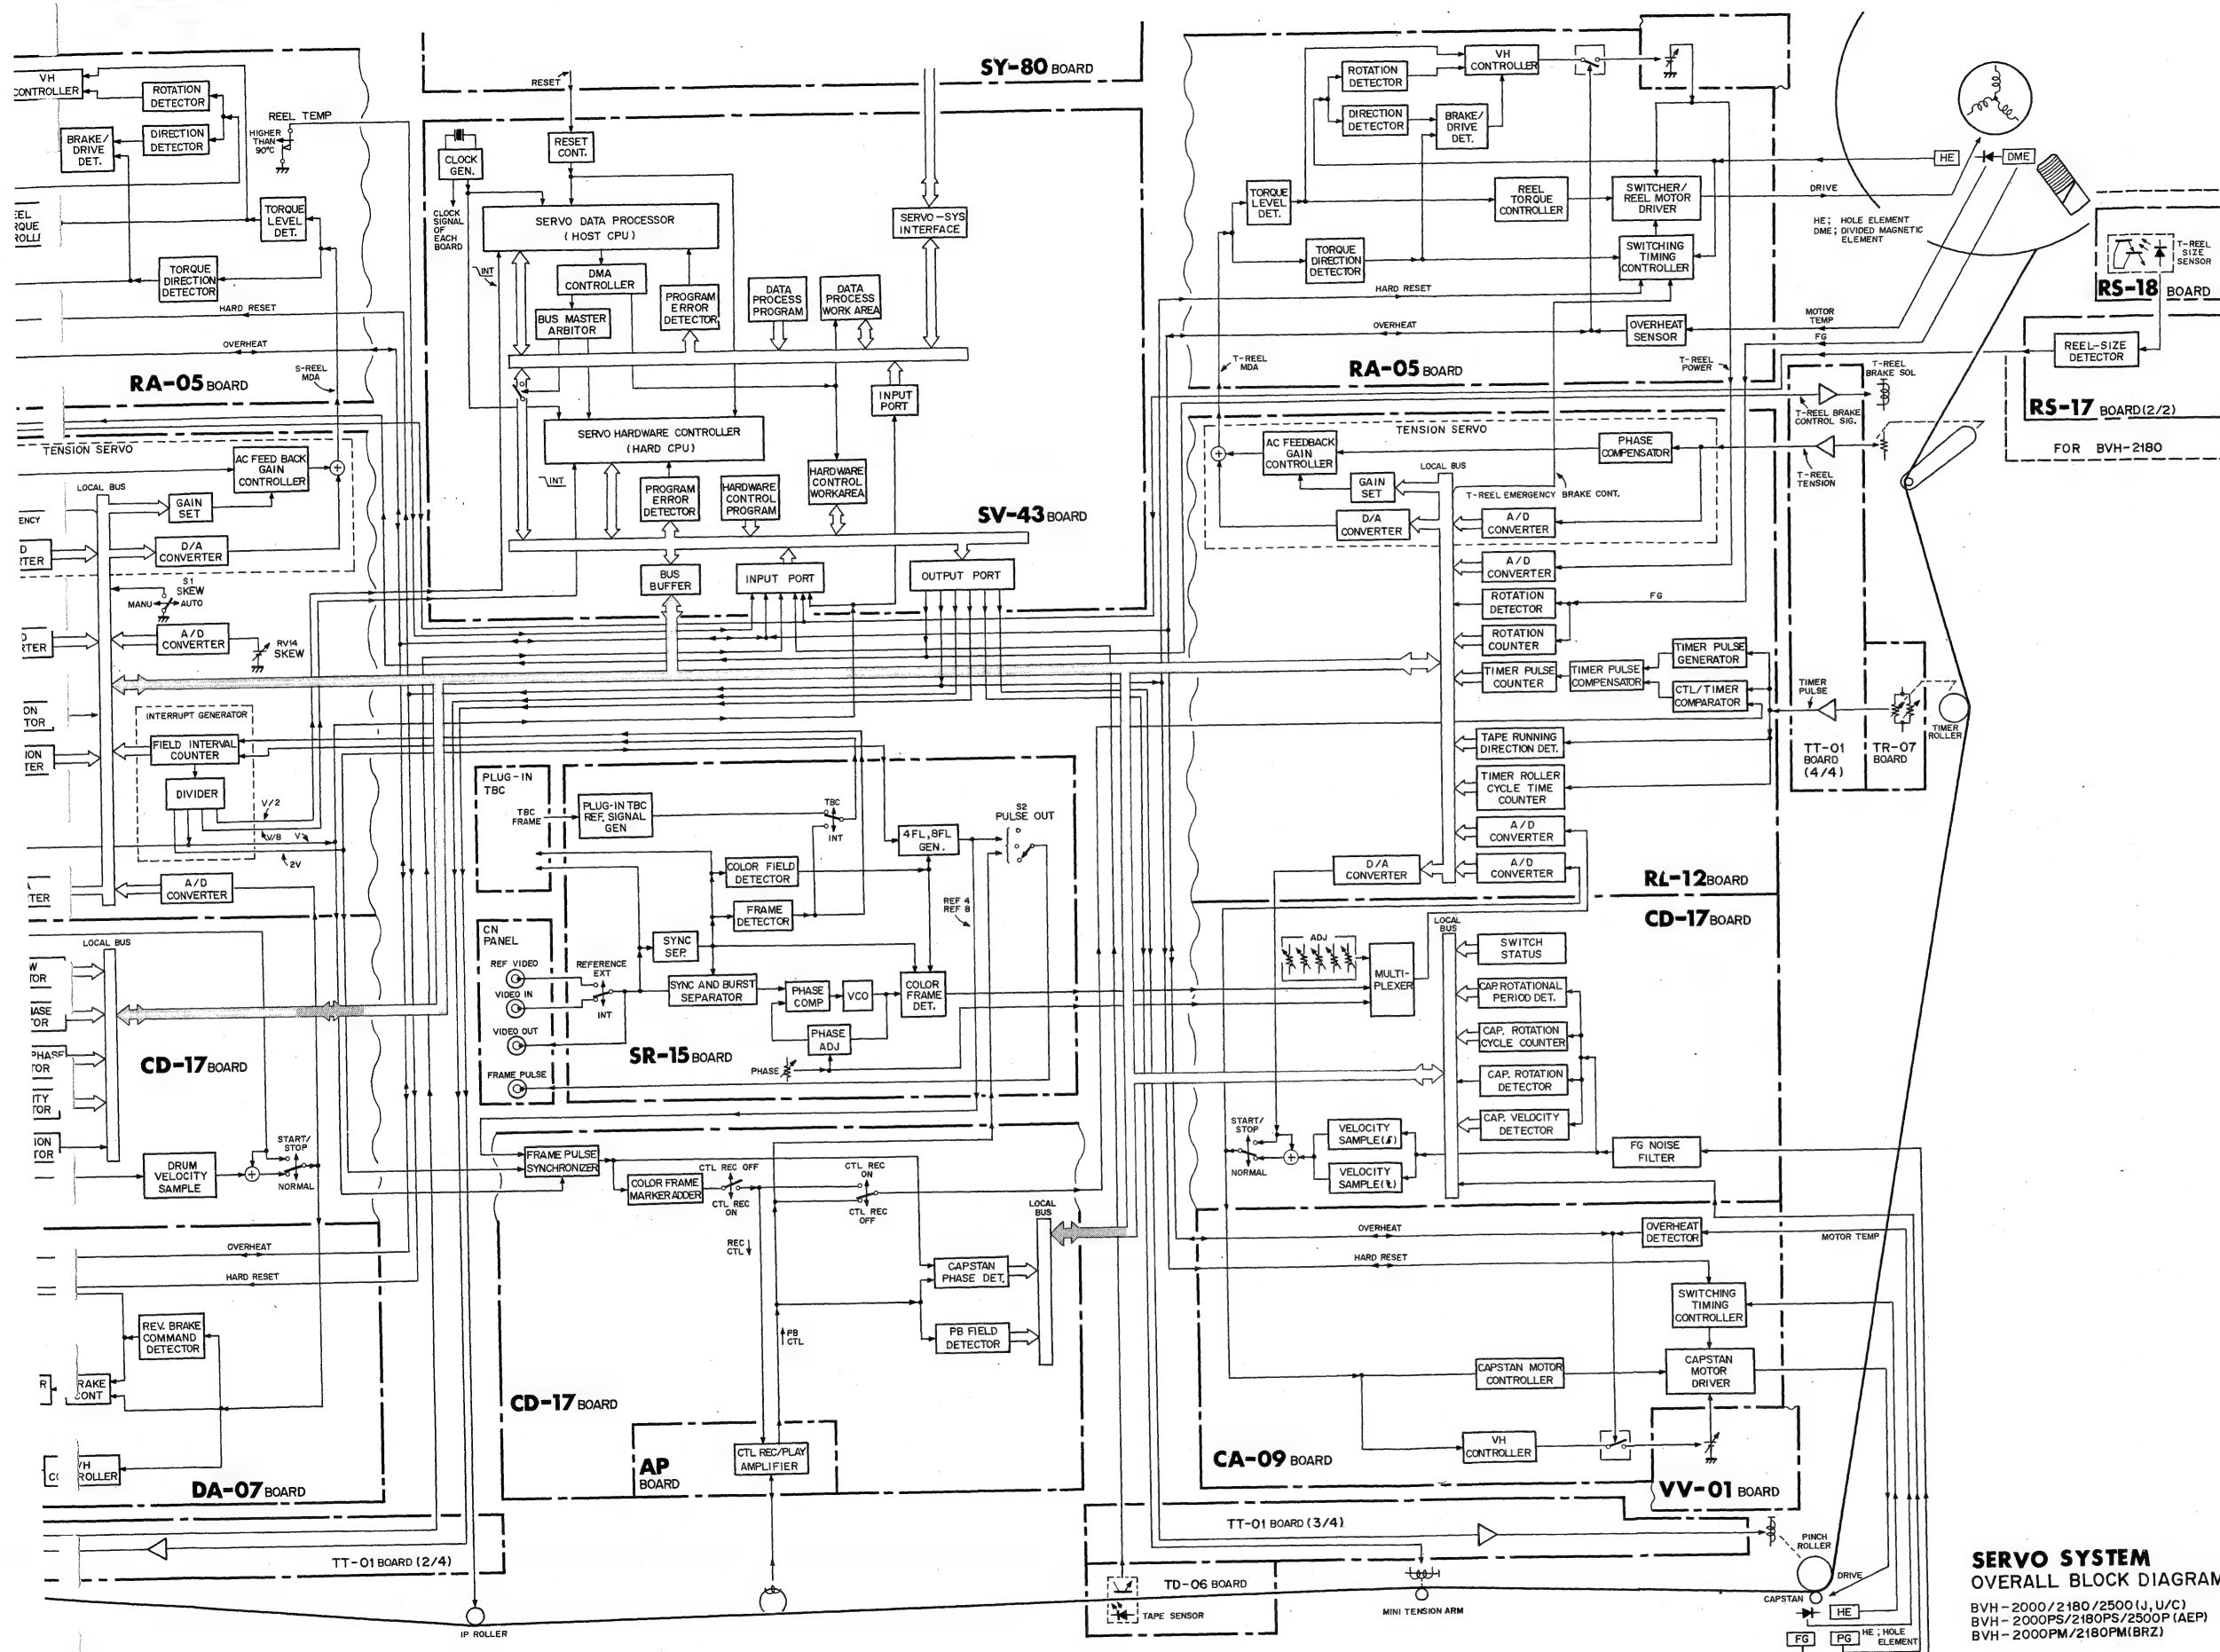 VH
CONTROLLER
ROTATION
DETECTOR
BRAKE/
DRIVE
DET.
DIRECTION
DETECTOR
REEL TEMP
HIGHER
THAN
90°C
TORQUE
LEVEL
DET.
TORQUE
DIRECTION
DETECTOR
HARD RESET
OVERHEAT
S-REEL
MDA
RA-05 BOARD
TENSION SERVO
LOCAL BUS
AC FEED BACK
GAIN
CONTROLLER
GAIN
SET
D/A
CONVERTER
S1
SKEW
MANU
AUTO
A/D
CONVERTER
RV14
SKEW
INTERRUPT GENERATOR
FIELD INTERVAL
COUNTER
DIVIDER
V/2
V/8
V
2V
A/D
CONVERTER
LOCAL BUS
CD-17 BOARD
DRUM
VELOCITY
SAMPLE
START/
STOP
NORMAL
OVERHEAT
HARD RESET
REV. BRAKE
COMMAND
DETECTOR
DA-07 BOARD
TT-01 BOARD (2/4)
SY-80 BOARD
RESET
CLOCK
GEN.
RESET
CONT.
CLOCK
SIGNAL
OF
EACH
BOARD
SERVO DATA PROCESSOR
(HOST CPU)
SERVO-SYS
INTERFACE
INT
DMA
CONTROLLER
BUS MASTER
ARBITOR
PROGRAM
ERROR
DETECTOR
DATA
PROCESS
PROGRAM
DATA
PROCESS
WORK AREA
INPUT
PORT
SERVO HARDWARE CONTROLLER
(HARD CPU)
INT
PROGRAM
ERROR
DETECTOR
HARDWARE
CONTROL
PROGRAM
HARDWARE
CONTROL
WORKAREA
SV-43 BOARD
BUS
BUFFER
INPUT PORT
OUTPUT PORT
PLUG-IN
TBC
TBC
FRAME
PLUG-IN TBC
REF. SIGNAL
GEN
TBC
INT
4FL, 8FL
GEN.
S2
PULSE OUT
COLOR FIELD
DETECTOR
FRAME
DETECTOR
REF 4
REF 8
CN
PANEL
REF VIDEO
VIDEO IN
VIDEO OUT
FRAME PULSE
REFERENCE
EXT
INT
SYNC
SEP.
SYNC AND BURST
SEPARATOR
PHASE
COMP
VCO
COLOR
FRAME
DET.
PHASE
ADJ
PHASE
SR-15 BOARD
FRAME PULSE
SYNCHRONIZER
COLOR FRAME
MARKER ADDER
CTL REC OFF
CTL REC
ON
CTL REC
ON
CTL REC
OFF
REC
CTL
PB
CTL
LOCAL
BUS
CAPSTAN
PHASE DET.
PB FIELD
DETECTOR
CD-17 BOARD
AP
BOARD
CTL REC/PLAY
AMPLIFIER
IP ROLLER
TD-06 BOARD
TAPE SENSOR
ROTATION
DETECTOR
VH
CONTROLLER
DIRECTION
DETECTOR
BRAKE/
DRIVE
DET.
TORQUE
LEVEL
DET.
REEL
TORQUE
CONTROLLER
SWITCHER/
REEL MOTOR
DRIVER
DRIVE
TORQUE
DIRECTION
DETECTOR
SWITCHING
TIMING
CONTROLLER
HARD RESET
OVERHEAT
OVERHEAT
SENSOR
MOTOR
TEMP
FG
T-REEL
MDA
RA-05 BOARD
T-REEL
POWER
HE
DME
HE; HOLE ELEMENT
DME; DIVIDED MAGNETIC
ELEMENT
T-REEL
SIZE
SENSOR
RS-18 BOARD
REEL-SIZE
DETECTOR
RS-17 BOARD(2/2)
FOR BVH-2180
T-REEL
BRAKE SOL
T-REEL BRAKE
CONTROL SIG.
T-REEL
TENSION
TENSION SERVO
AC FEEDBACK
GAIN
CONTROLLER
PHASE
COMPENSATOR
LOCAL BUS
GAIN
SET
T-REEL EMERGENCY BRAKE CONT.
D/A
CONVERTER
A/D
CONVERTER
A/D
CONVERTER
ROTATION
DETECTOR
FG
ROTATION
COUNTER
TIMER PULSE
GENERATOR
TIMER PULSE
COUNTER
TIMER PULSE
COMPENSATOR
CTL/TIMER
COMPARATOR
TIMER
PULSE
TAPE RUNNING
DIRECTION DET.
TIMER ROLLER
CYCLE TIME
COUNTER
A/D
CONVERTER
D/A
CONVERTER
A/D
CONVERTER
RL-12 BOARD
TT-01
BOARD
(4/4)
TR-07
BOARD
TIMER
ROLLER
CD-17 BOARD
LOCAL
BUS
ADJ
MULTI-
PLEXER
SWITCH
STATUS
CAP.ROTATIONAL
PERIOD DET.
CAP. ROTATION
CYCLE COUNTER
CAP. ROTATION
DETECTOR
CAP. VELOCITY
DETECTOR
START/
STOP
NORMAL
VELOCITY
SAMPLE
VELOCITY
SAMPLE
FG NOISE
FILTER
OVERHEAT
OVERHEAT
DETECTOR
MOTOR TEMP
HARD RESET
SWITCHING
TIMING
CONTROLLER
CAPSTAN MOTOR
CONTROLLER
CAPSTAN
MOTOR
DRIVER
VH
CONTROLLER
CA-09 BOARD
VV-01 BOARD
TT-01 BOARD (3/4)
MINI TENSION ARM
PINCH
ROLLER
DRIVE
CAPSTAN
HE
FG
PG
HE ; HOLE
ELEMENT
SERVO SYSTEM
OVERALL BLOCK DIAGRAM
BVH-2000/2180/2500 (J, U/C)
BVH-2000PS/2180PS/2500P (AEP)
BVH-2000PM/2180PM(BRZ)